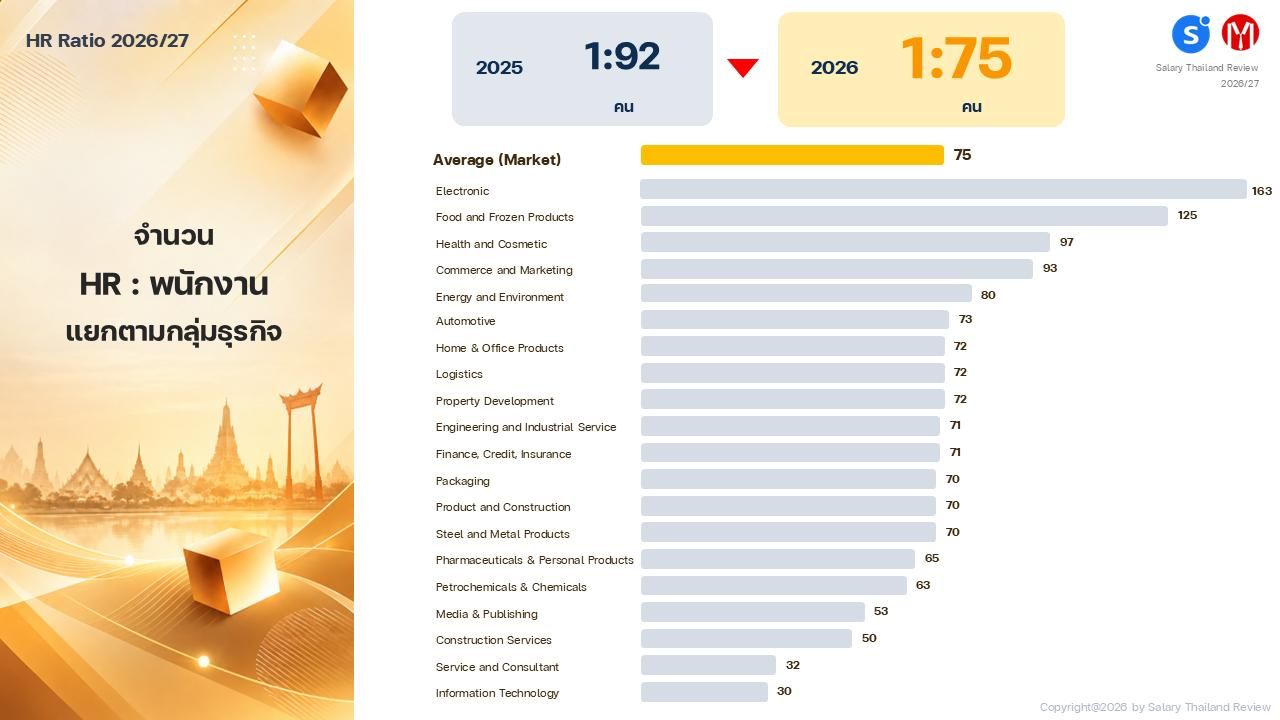 HR Ratio 2026/27
จำนวน
HR : พนักงาน
แยกตามกลุ่มธุรกิจ
2025
1:92
คน
2026
1:75
คน
S
Salary Thailand Review
2026/27
Average (Market) 75
Electronic 163
Food and Frozen Products 125
Health and Cosmetic 97
Commerce and Marketing 93
Energy and Environment 80
Automotive 73
Home & Office Products 72
Logistics 72
Property Development 72
Engineering and Industrial Service 71
Finance, Credit, Insurance 71
Packaging 70
Product and Construction 70
Steel and Metal Products 70
Pharmaceuticals & Personal Products 65
Petrochemicals & Chemicals 63
Media & Publishing 53
Construction Services 50
Service and Consultant 32
Information Technology 30
Copyright@2026 by Salary Thailand Review